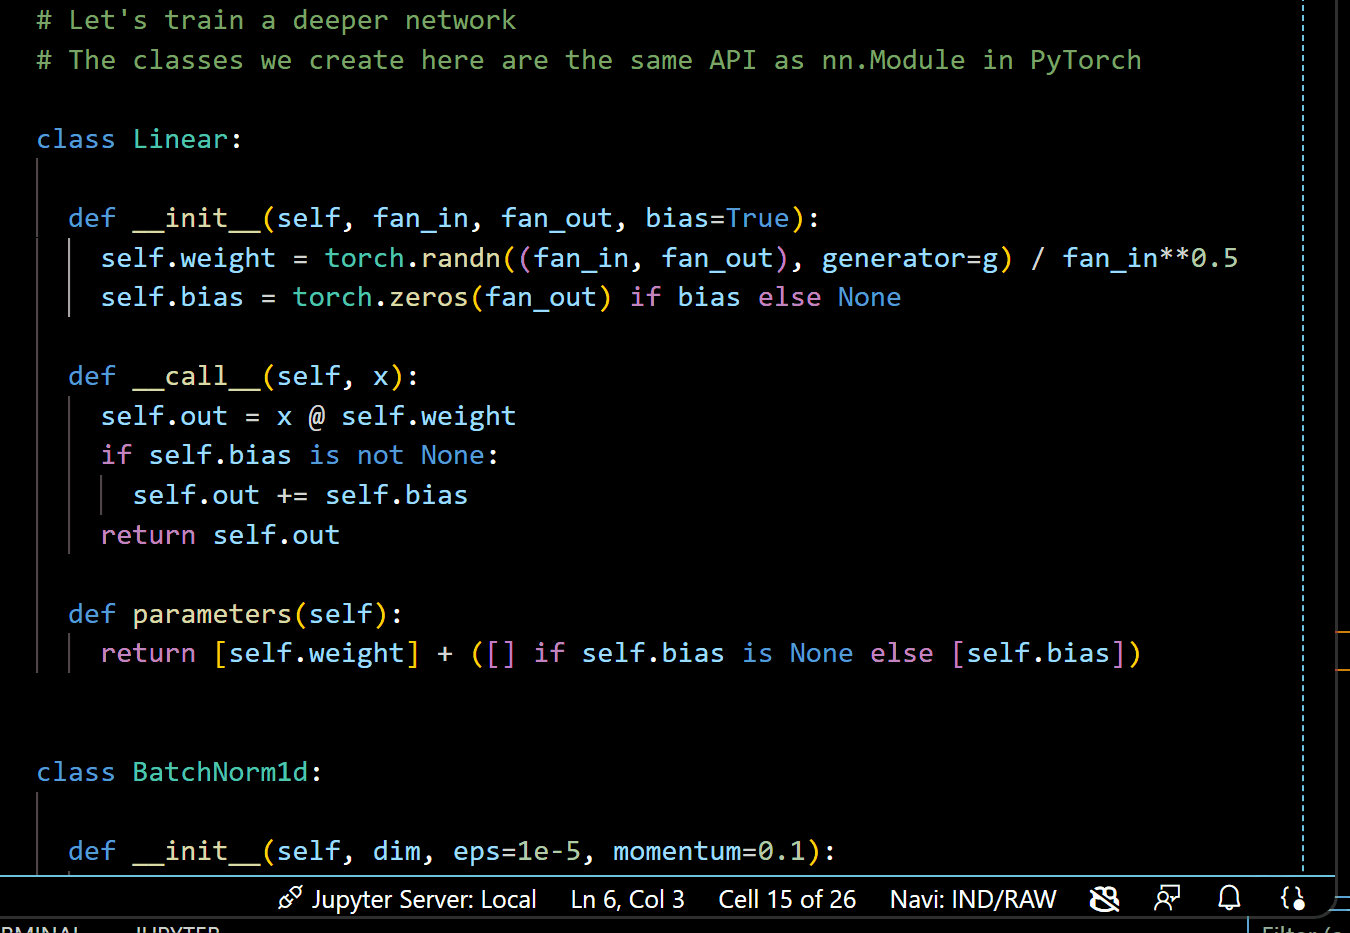 # Let's train a deeper network
# The classes we create here are the same API as nn.Module in PyTorch
class Linear:
def __init__(self, fan_in, fan_out, bias=True):
self.weight = torch.randn((fan_in, fan_out), generator=g) / fan_in**0.5
self.bias = torch.zeros(fan_out) if bias else None
def __call__(self, x):
self.out = x @ self.weight
if self.bias is not None:
self.out += self.bias
return self.out
def parameters(self):
return [self.weight] + ([] if self.bias is None else [self.bias])
class BatchNorm1d:
def __init__(self, dim, eps=1e-5, momentum=0.1):
Jupyter Server: Local Ln 6, Col 3 Cell 15 of 26 Navi: IND/RAW
JUPYTER